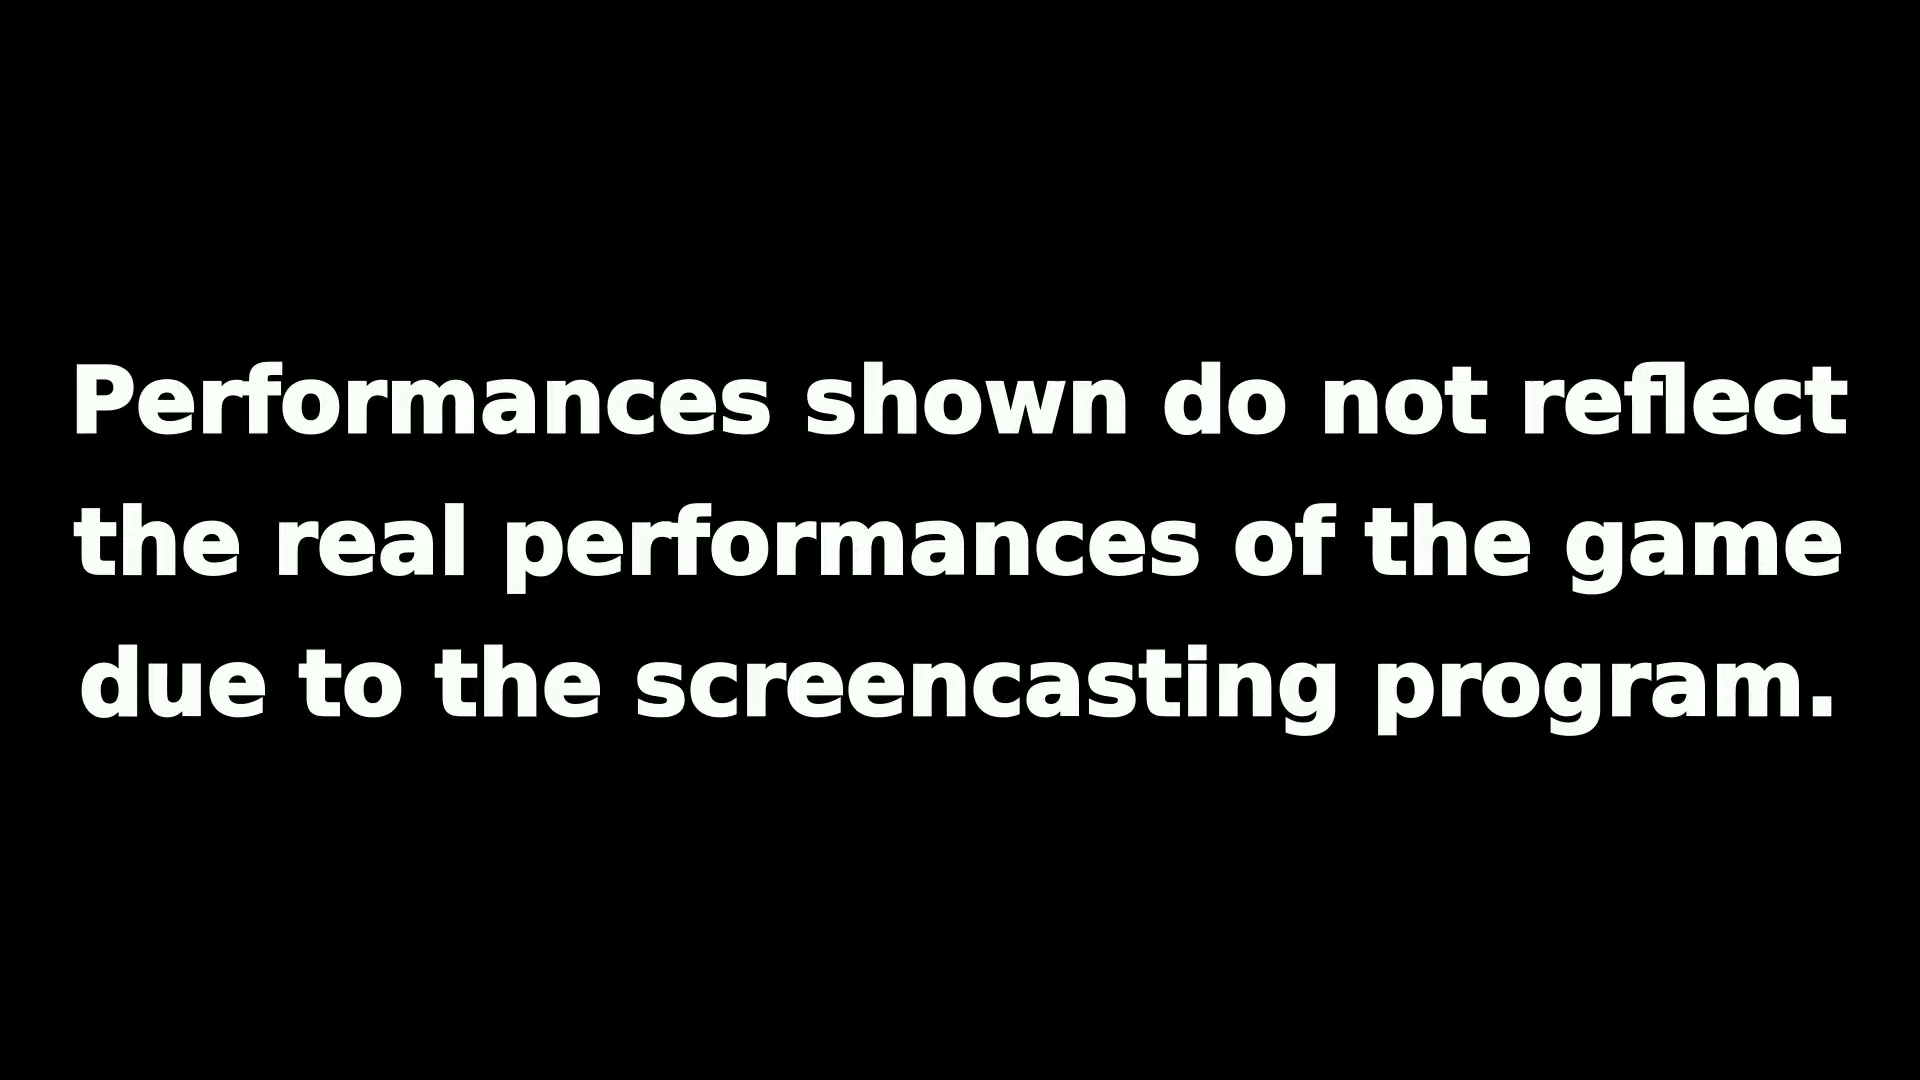 Performances shown do not reflect
the real performances of the game
due to the screencasting program.